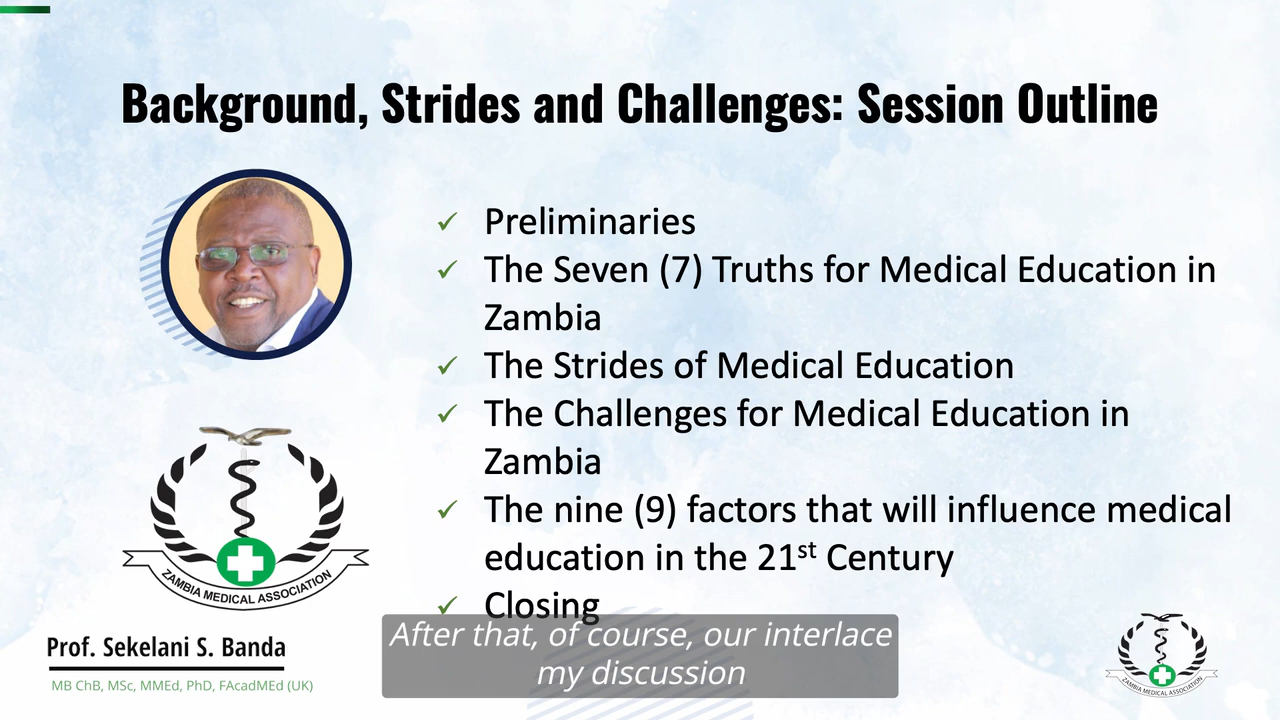 Background, Strides and Challenges: Session Outline
✓ Preliminaries
✓ The Seven (7) Truths for Medical Education in
Zambia
✓ The Strides of Medical Education
✓ The Challenges for Medical Education in
Zambia
✓ The nine (9) factors that will influence medical
education in the 21st Century
✓ Closing
ZAMBIA MEDICAL ASSOCIATION
Prof. Sekelani S. Banda
MB ChB, MSc, MMEd, PhD, FAcadMEd (UK)
After that, of course, our interlace
my discussion
ZAMBIA MEDICAL ASSOCIATION